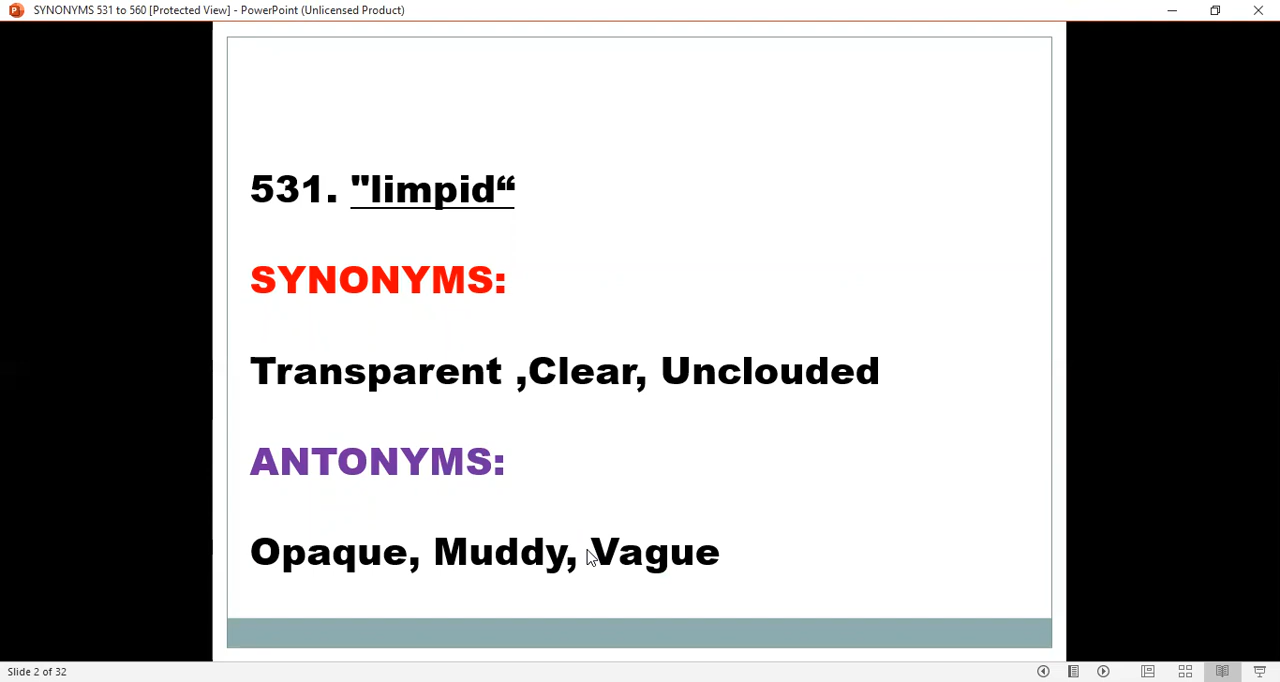 SYNONYMS 531 to 560 [Protected View] - PowerPoint (Unlicensed Product)
531. "limpid“
SYNONYMS:
Transparent ,Clear, Unclouded
ANTONYMS:
Opaque, Muddy, Vague
Slide 2 of 32